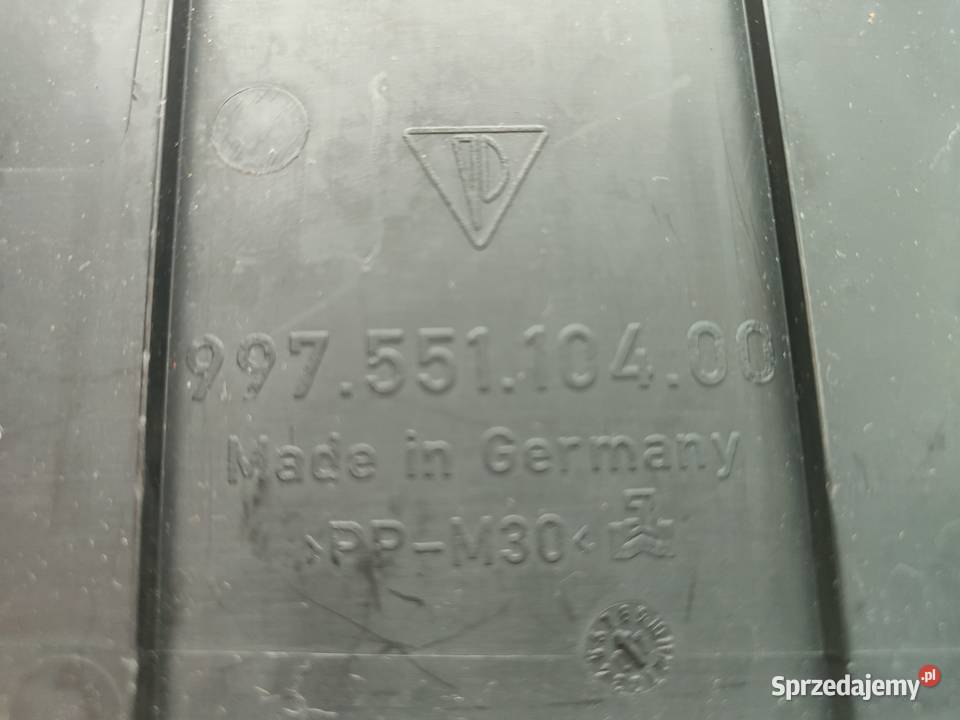 997.551.104.00
Made in Germany
>PP-M30<
Sprzedajemy.pl